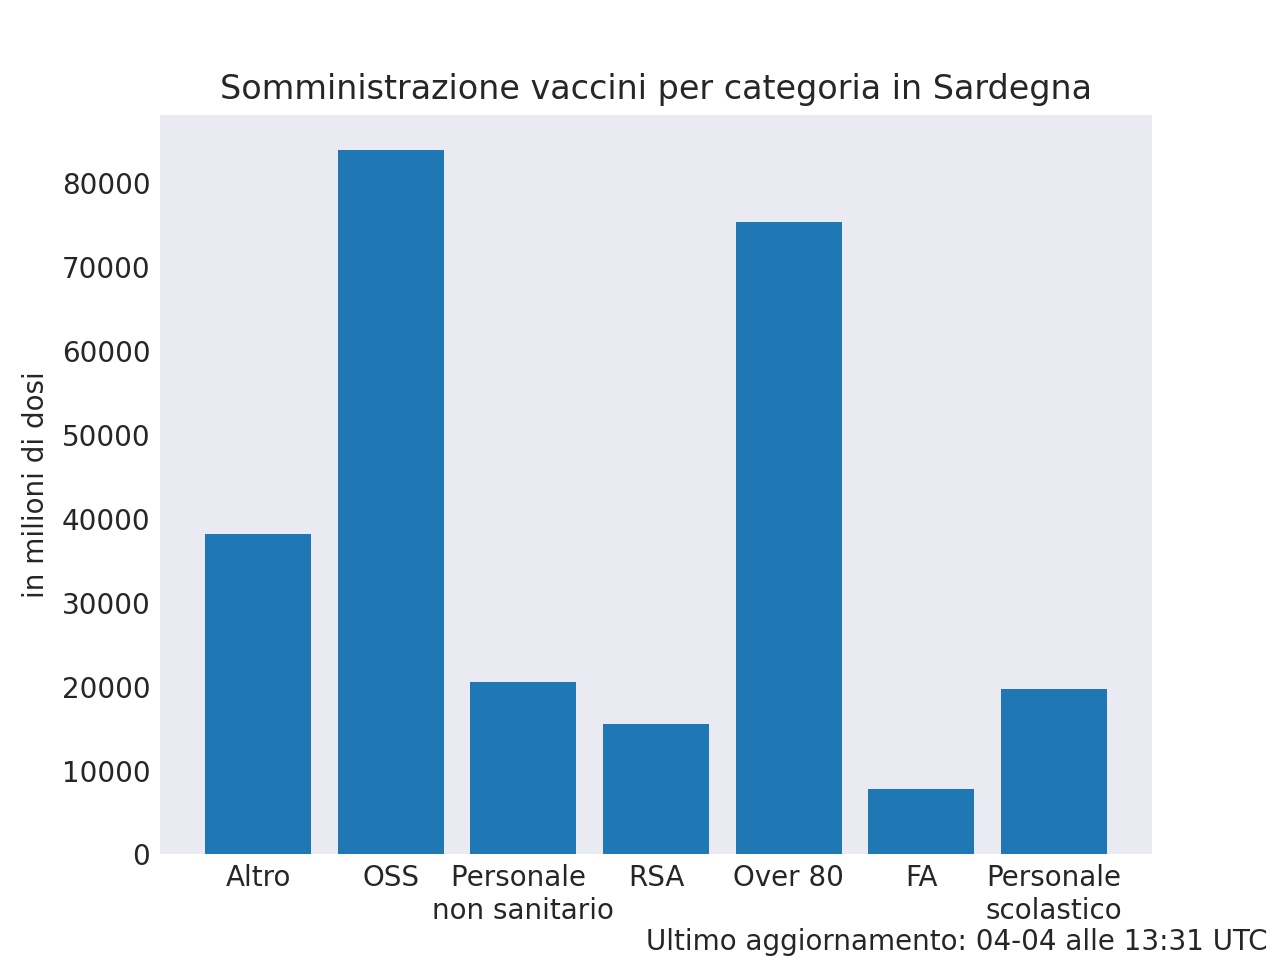 Somministrazione vaccini per categoria in Sardegna
in milioni di dosi
80000
70000
60000
50000
40000
30000
20000
10000
0
Altro OSS Personale non sanitario RSA Over 80 FA Personale scolastico
Ultimo aggiornamento: 04-04 alle 13:31 UTC